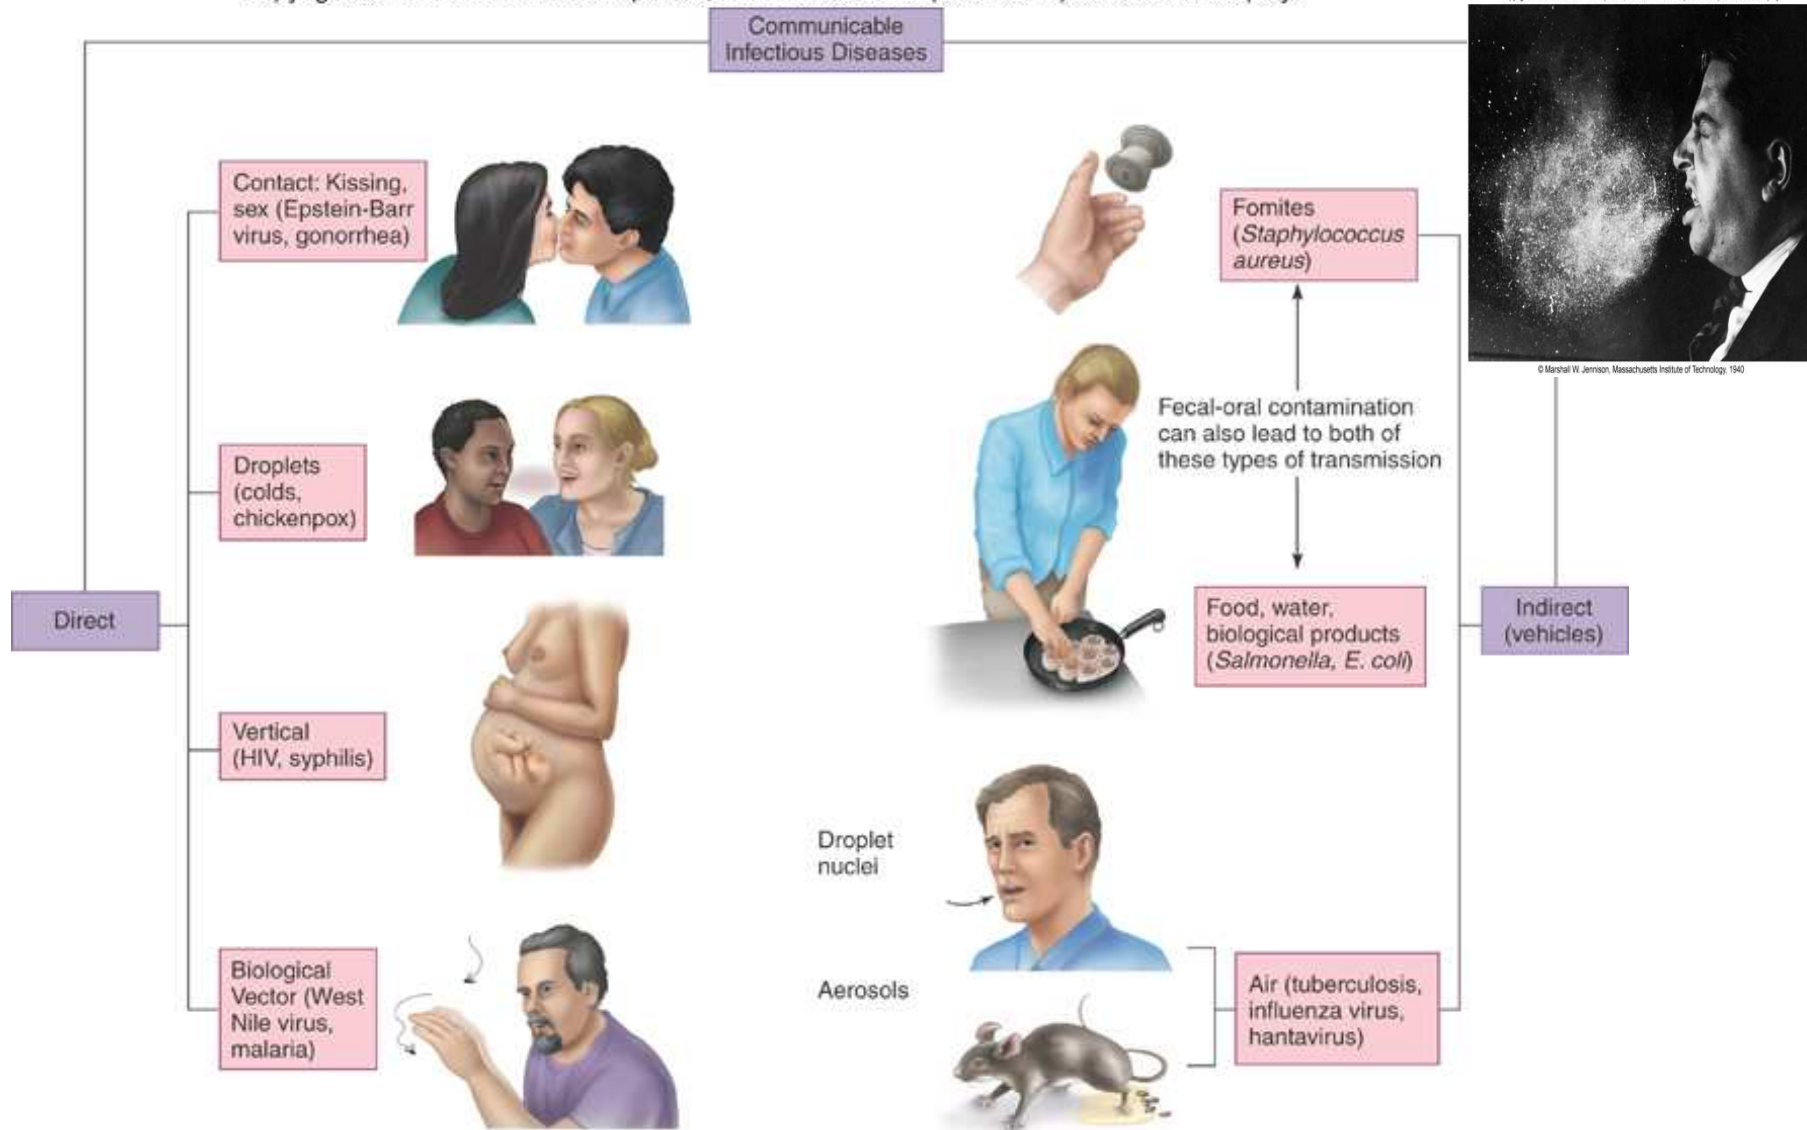 Communicable
Infectious Diseases
© Marshall W. Jennison, Massachusetts Institute of Technology, 1940
Direct
Contact: Kissing,
sex (Epstein-Barr
virus, gonorrhea)
Droplets
(colds,
chickenpox)
Vertical
(HIV, syphilis)
Biological
Vector (West
Nile virus,
malaria)
Fomites
(Staphylococcus
aureus)
Fecal-oral contamination
can also lead to both of
these types of transmission
Food, water,
biological products
(Salmonella, E. coli)
Indirect
(vehicles)
Droplet
nuclei
Aerosols
Air (tuberculosis,
influenza virus,
hantavirus)